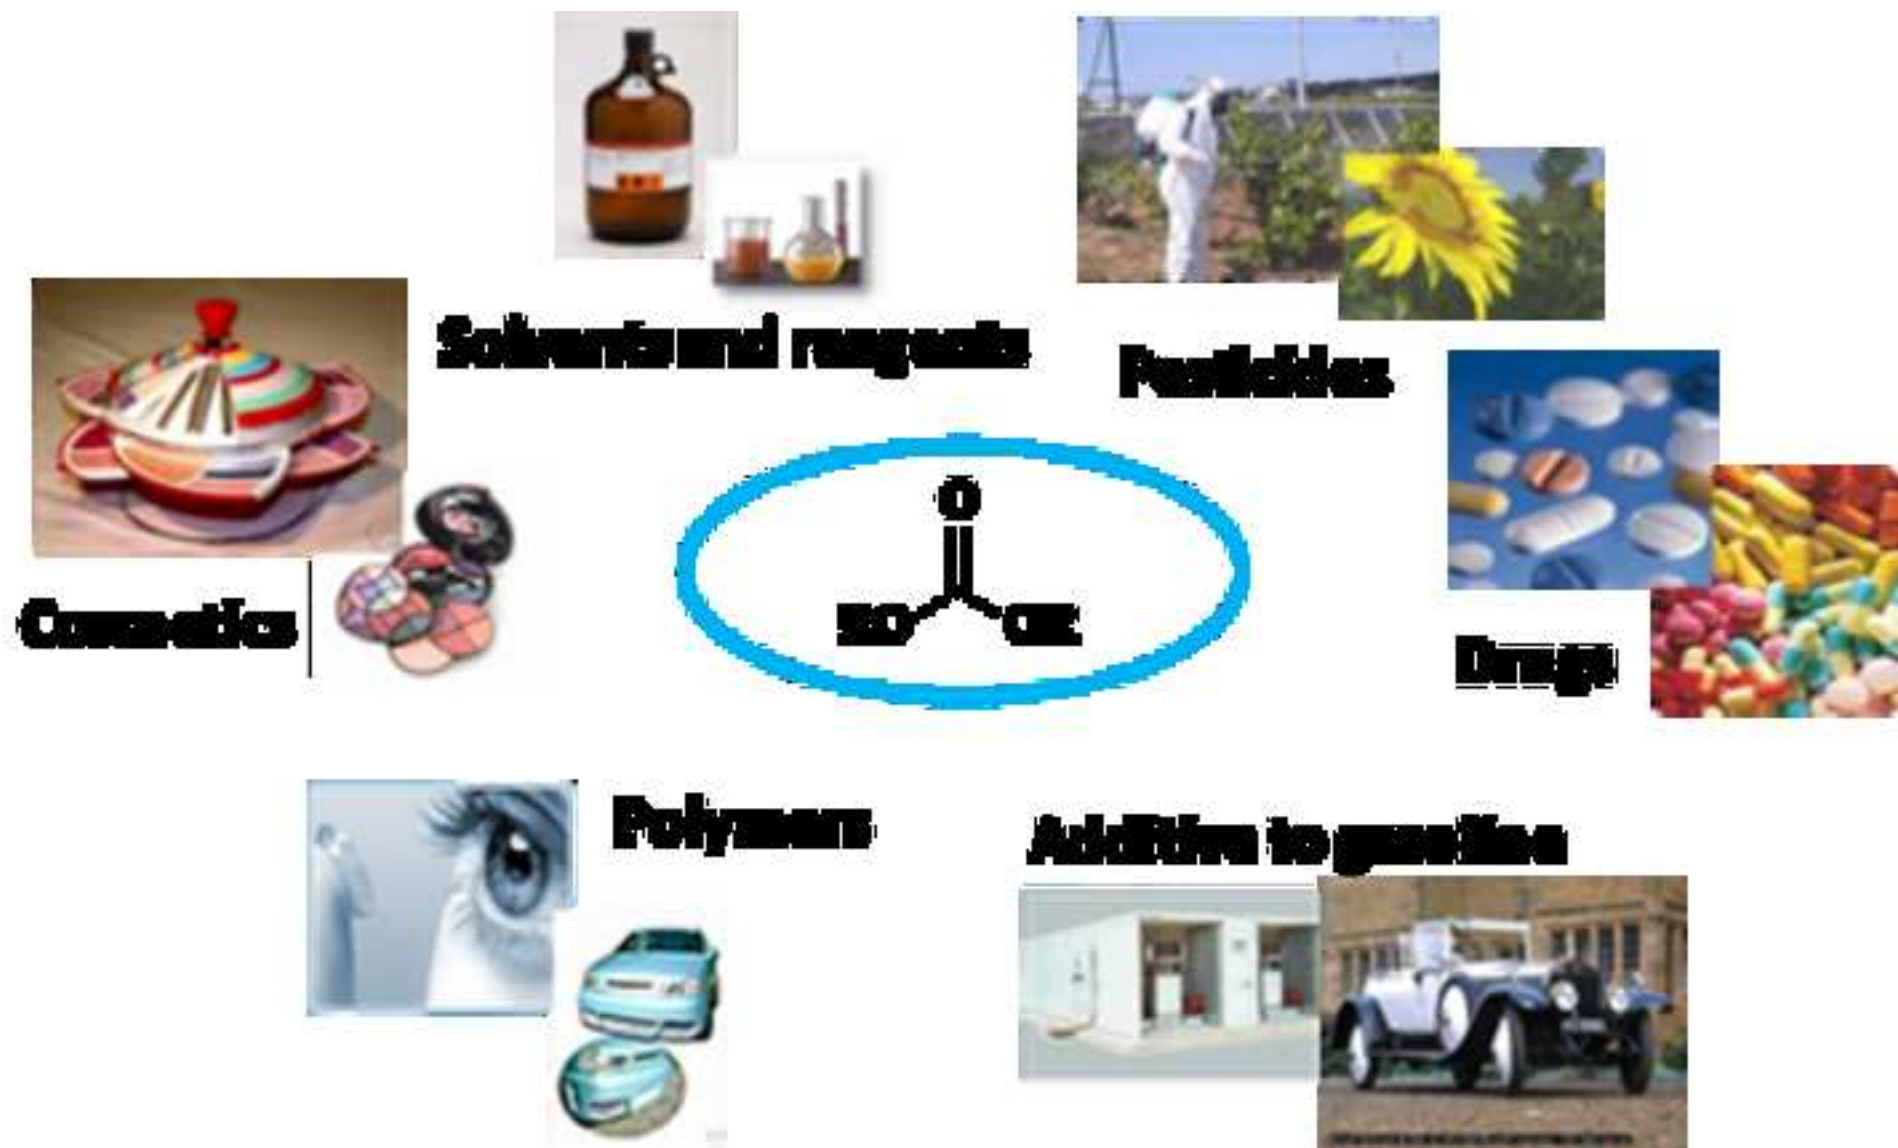 Solvents and reagents
Pesticides
O
RO OR
Cosmetics
Drugs
Polymers
Additive to gasoline